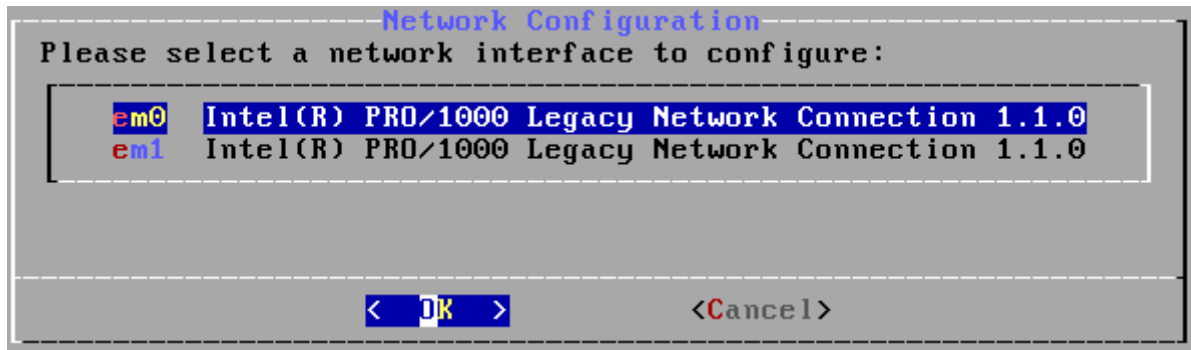 Network Configuration
Please select a network interface to configure:
em0 Intel(R) PRO/1000 Legacy Network Connection 1.1.0
em1 Intel(R) PRO/1000 Legacy Network Connection 1.1.0
< OK > <Cancel>